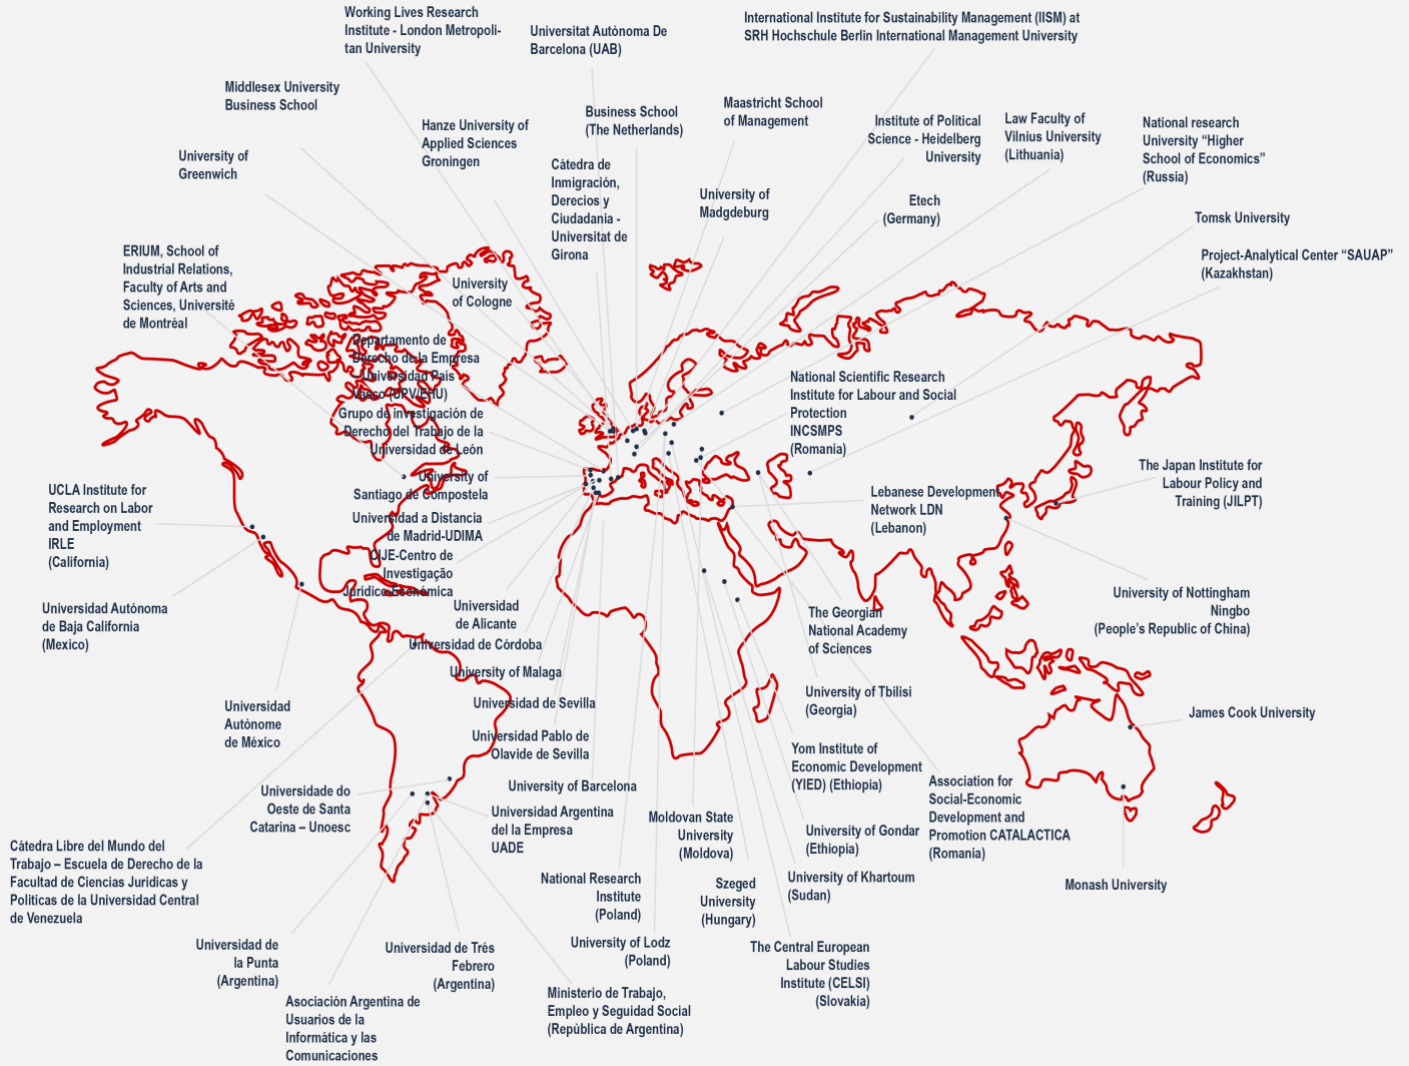 Working Lives Research
Institute - London Metropoli-
tan University
Universitat Autònoma De
Barcelona (UAB)
International Institute for Sustainability Management (IISM) at
SRH Hochschule Berlin International Management University
Middlesex University
Business School
Hanze University of
Applied Sciences
Groningen
Business School
(The Netherlands)
Maastricht School
of Management
Institute of Political
Science - Heidelberg
University
Law Faculty of
Vilnius University
(Lithuania)
National research
University “Higher
School of Economics”
(Russia)
University of
Greenwich
Cátedra de
Inmigración,
Derecios y
Ciudadania -
Universitat de
Girona
University of
Madgdeburg
Etech
(Germany)
Tomsk University
Project-Analytical Center “SAUAP”
(Kazakhstan)
ERIUM, School of
Industrial Relations,
Faculty of Arts and
Sciences, Université
de Montréal
University
of Cologne
Departamento de
Derecho de la Empresa
- Universidad Pais
Vasco (UPV/EHU)
Grupo de investigación de
Derecho del Trabajo de la
Universidad de León
National Scientific Research
Institute for Labour and Social
Protection
INCSMPS
(Romania)
University of
Santiago de Compostela
The Japan Institute for
Labour Policy and
Training (JILPT)
UCLA Institute for
Research on Labor
and Employment
IRLE
(California)
Lebanese Development
Network LDN
(Lebanon)
Universidad a Distancia
de Madrid-UDIMA
CIJE-Centro de
Investigação
Jurídico-Económica
Universidad Autónoma
de Baja California
(Mexico)
Universidad
de Alicante
Universidad de Córdoba
The Georgian
National Academy
of Sciences
University of Nottingham
Ningbo
(People’s Republic of China)
University of Malaga
Universidad de Sevilla
University of Tbilisi
(Georgia)
Universidad
Autònome
de México
James Cook University
Universidad Pablo de
Olavide de Sevilla
Yom Institute of
Economic Development
(YIED) (Ethiopia)
University of Barcelona
Universidade do
Oeste de Santa
Catarina – Unoesc
Association for
Social-Economic
Development and
Promotion CATALACTICA
(Romania)
Universidad Argentina
del la Empresa
UADE
Moldovan State
University
(Moldova)
University of Gondar
(Ethiopia)
Cátedra Libre del Mundo del
Trabajo – Escuela de Derecho de la
Facultad de Ciencias Juridicas y
Politicas de la Universidad Central
de Venezuela
National Research
Institute
(Poland)
Szeged
University
(Hungary)
University of Khartoum
(Sudan)
Monash University
Universidad de
la Punta
(Argentina)
Universidad de Três
Febrero
(Argentina)
University of Lodz
(Poland)
The Central European
Labour Studies
Institute (CELSI)
(Slovakia)
Asociación Argentina de
Usuarios de la
Informática y las
Comunicaciones
Ministerio de Trabajo,
Empleo y Seguidad Social
(República de Argentina)